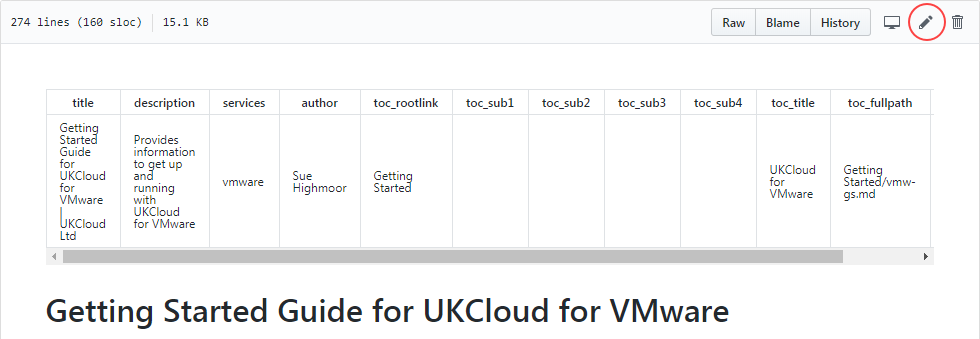 274 lines (160 sloc) | 15.1 KB
Raw Blame History
title description services author toc_rootlink toc_sub1 toc_sub2 toc_sub3 toc_sub4 toc_title toc_fullpath
Getting
Started
Guide
for
UKCloud
for
VMware
|
UKCloud
Ltd
Provides
information
to get up
and
running
with
UKCloud
for VMware
vmware
Sue
Highmoor
Getting
Started
UKCloud
for
VMware
Getting
Started/vmw-
gs.md
Getting Started Guide for UKCloud for VMware